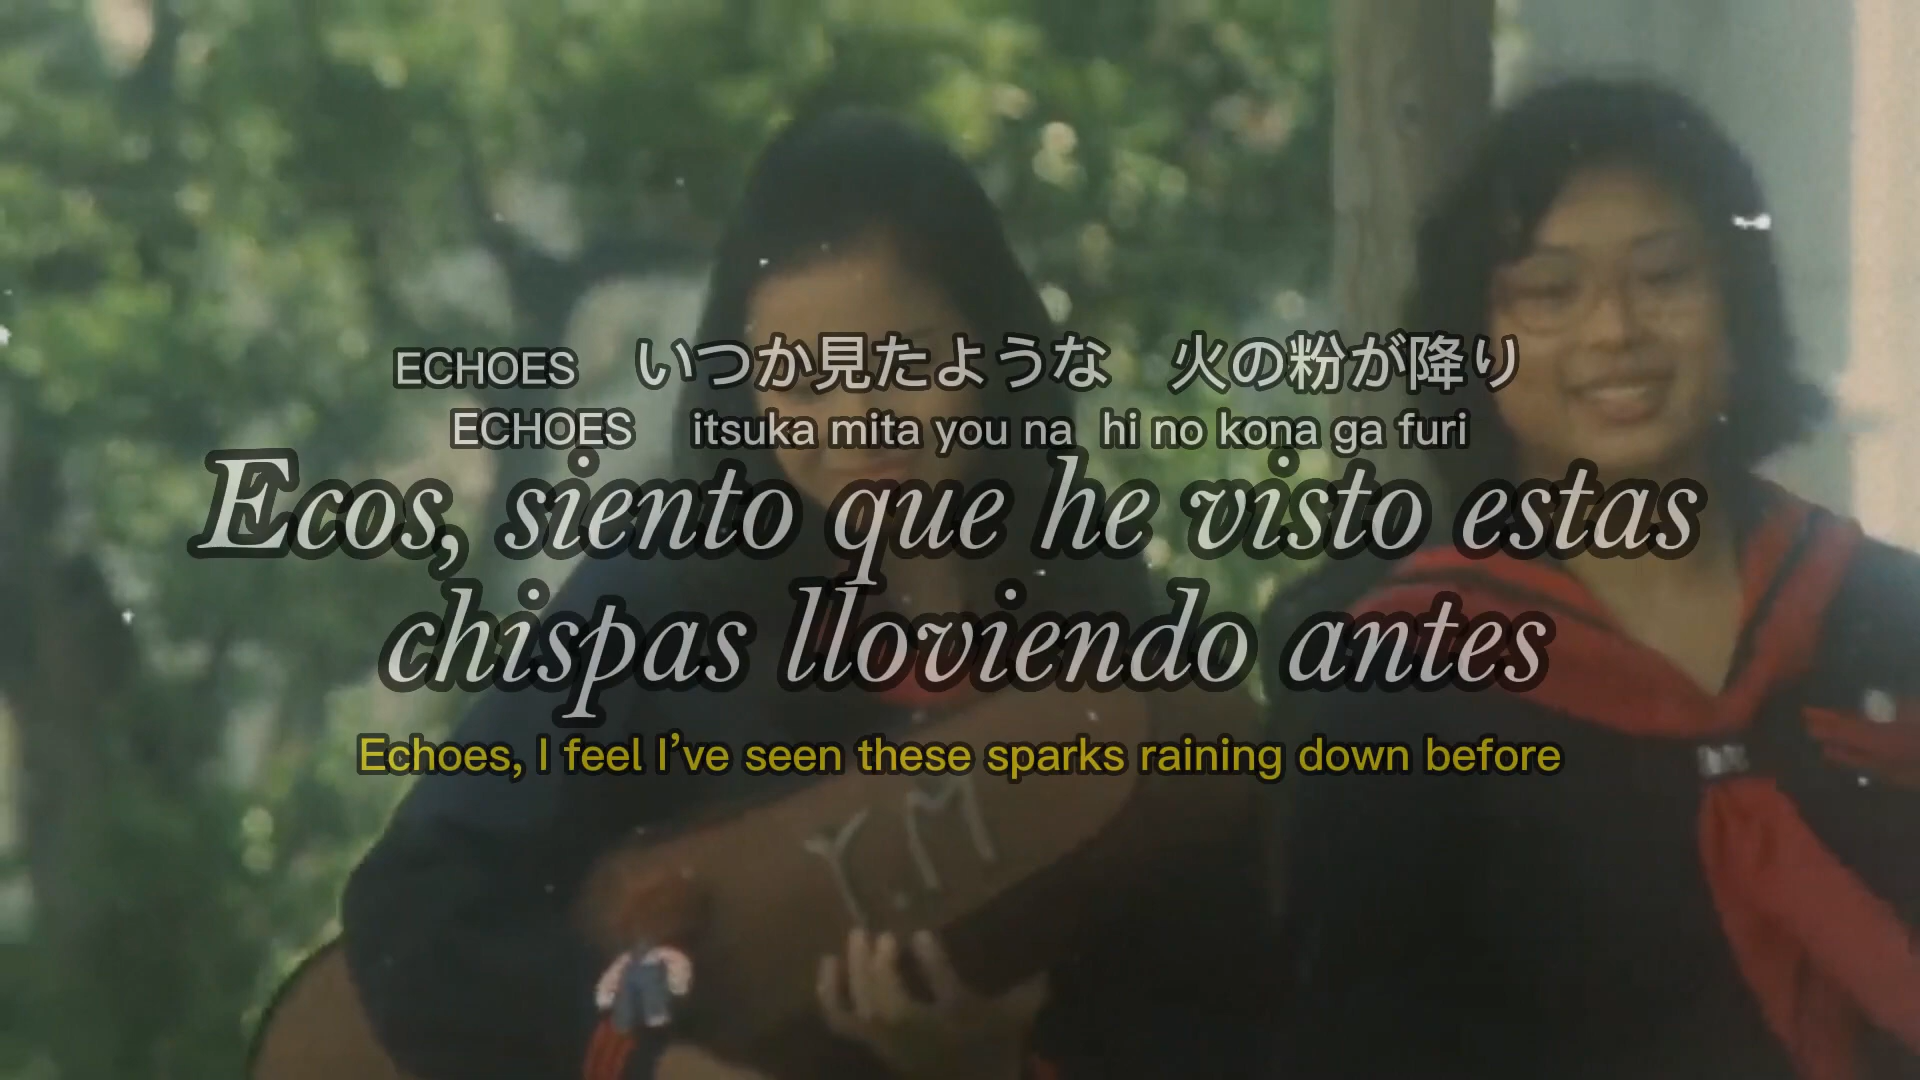 ECHOES いつか見たような 火の粉が降り
ECHOES itsuka mita you na hi no kona ga furi
Ecos, siento que he visto estas
chispas lloviendo antes
Echoes, I feel I’ve seen these sparks raining down before
Y.M